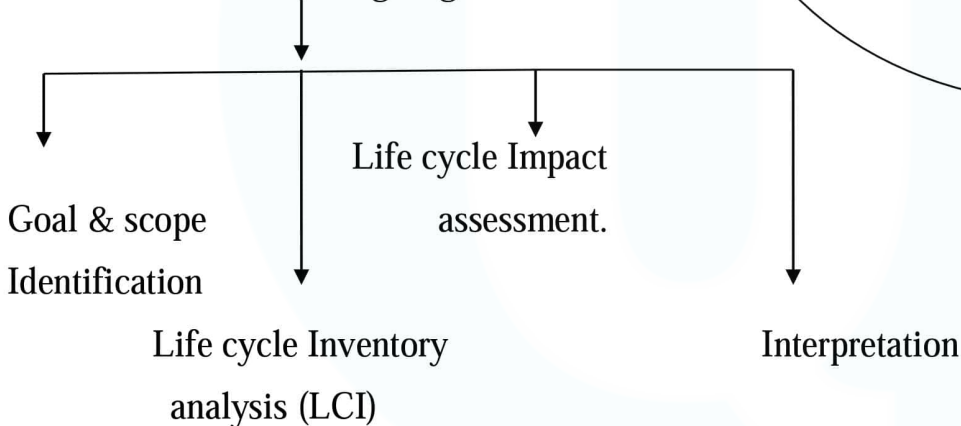 Life cycle Impact
assessment.
Goal & scope
Identification
Life cycle Inventory
analysis (LCI)
Interpretation